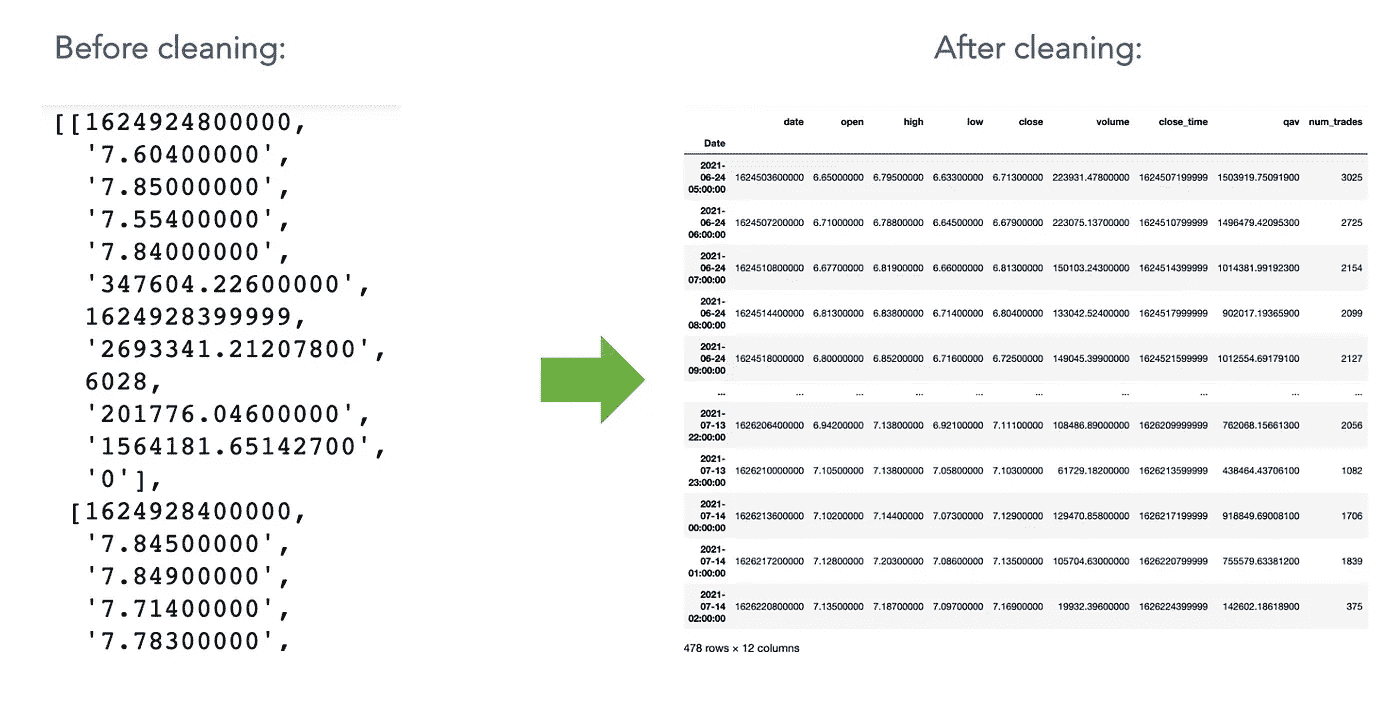 Before cleaning:
After cleaning:
[[1624924800000,
'7.60400000',
'7.85000000',
'7.55400000',
'7.84000000',
'347604.22600000',
1624928399999,
'2693341.21207800',
6028,
'201776.04600000',
'1564181.65142700',
'0'],
[1624928400000,
'7.84500000',
'7.84900000',
'7.71400000',
'7.78300000',
date open high low close volume close_time qav num_trades
Date
2021-
06-24
05:00:00
1624503600000 6.65000000 6.79500000 6.63300000 6.71300000 223931.47800000 1624507199999 1503919.75091900 3025
2021-
06-24
06:00:00
1624507200000 6.71000000 6.78800000 6.64500000 6.67900000 223075.13700000 1624510799999 1496479.42095300 2725
2021-
06-24
07:00:00
1624510800000 6.67700000 6.81900000 6.66000000 6.81300000 150103.24300000 1624514399999 1014381.99192300 2154
2021-
06-24
08:00:00
1624514400000 6.81300000 6.83800000 6.71400000 6.80400000 133042.52400000 1624517999999 902017.19365900 2099
2021-
06-24
09:00:00
1624518000000 6.80000000 6.85200000 6.71600000 6.72500000 149045.39900000 1624521599999 1012554.69179100 2127
... ... ... ... ... ... ... ... ... ...
2021-
07-13
22:00:00
1626206400000 6.94200000 7.13800000 6.92100000 7.11100000 108486.89000000 1626209999999 762068.15661300 2056
2021-
07-13
23:00:00
1626210000000 7.10500000 7.13800000 7.05800000 7.10300000 61729.18200000 1626213599999 438464.43706100 1082
2021-
07-14
00:00:00
1626213600000 7.10200000 7.14400000 7.07300000 7.12900000 129470.85800000 1626217199999 918849.69008100 1706
2021-
07-14
01:00:00
1626217200000 7.12800000 7.20300000 7.08600000 7.13500000 105704.63000000 1626220799999 755579.63381200 1839
2021-
07-14
02:00:00
1626220800000 7.13500000 7.18700000 7.09700000 7.16900000 19932.39600000 1626224399999 142602.18618900 375
478 rows × 12 columns